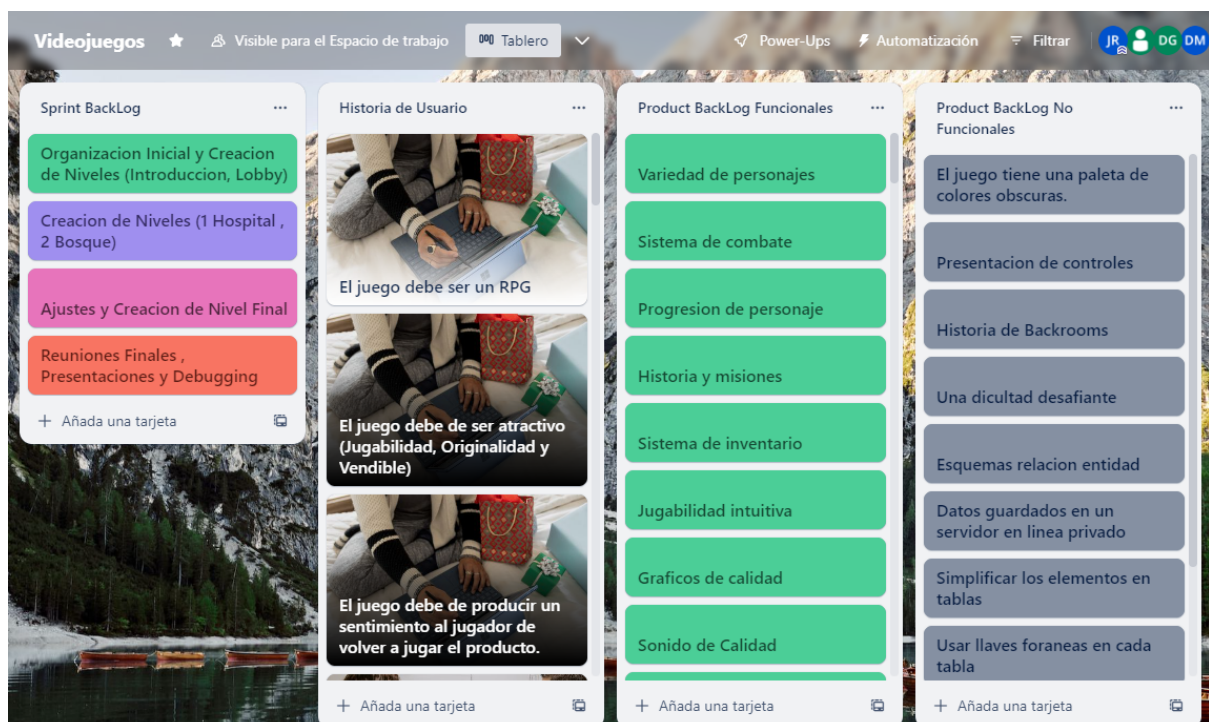 Videojuegos
Visible para el Espacio de trabajo
Tablero
Power-Ups
Automatización
Filtrar
JR
DG
DM
Sprint BackLog
Organizacion Inicial y Creacion
de Niveles (Introduccion, Lobby)
Creacion de Niveles (1 Hospital ,
2 Bosque)
Ajustes y Creacion de Nivel Final
Reuniones Finales ,
Presentaciones y Debugging
+ Añada una tarjeta
Historia de Usuario
El juego debe ser un RPG
El juego debe de ser atractivo
(Jugabilidad, Originalidad y
Vendible)
El juego debe de producir un
sentimiento al jugador de
volver a jugar el producto.
+ Añada una tarjeta
Product BackLog Funcionales
Variedad de personajes
Sistema de combate
Progresion de personaje
Historia y misiones
Sistema de inventario
Jugabilidad intuitiva
Graficos de calidad
Sonido de Calidad
+ Añada una tarjeta
Product BackLog No
Funcionales
El juego tiene una paleta de
colores obscuras.
Presentacion de controles
Historia de Backrooms
Una dicultad desafiante
Esquemas relacion entidad
Datos guardados en un
servidor en linea privado
Simplificar los elementos en
tablas
Usar llaves foraneas en cada
tabla
+ Añada una tarjeta